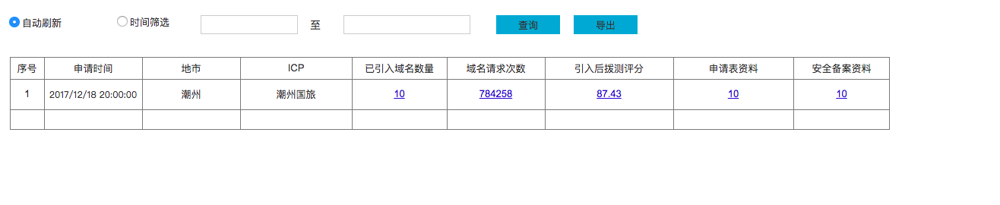 自动刷新 时间筛选 至 查询 导出
序号 申请时间 地市 ICP 已引入域名数量 域名请求次数 引入后拨测评分 申请表资料 安全备案资料
1 2017/12/18 20:00:00 潮州 潮州国旅 10 784258 87.43 10 10